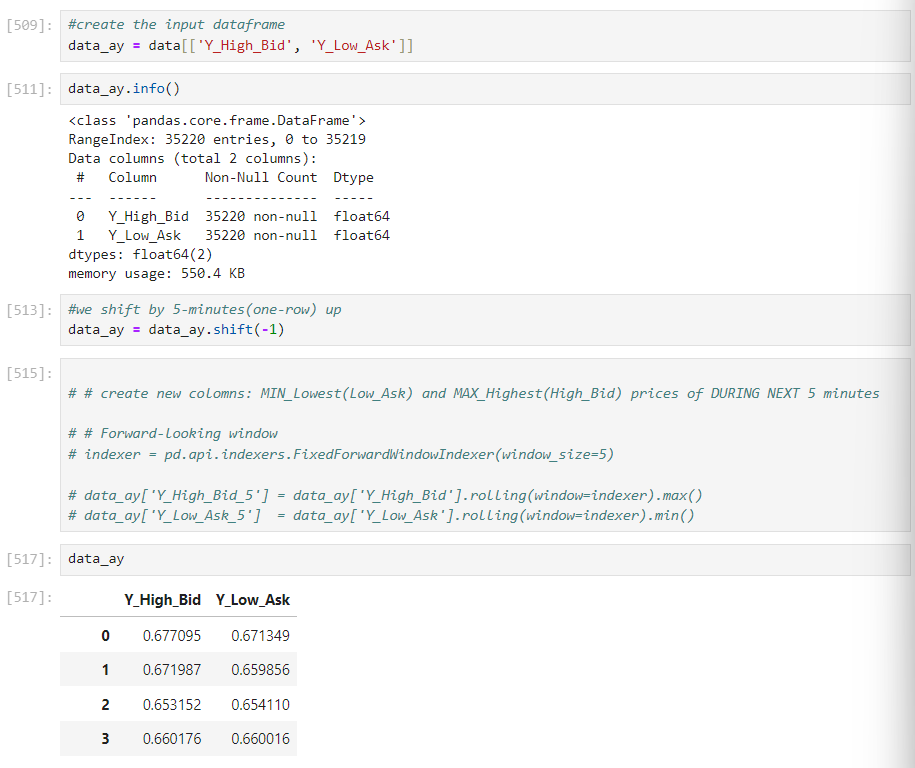 [509]: #create the input dataframe
data_ay = data[['Y_High_Bid', 'Y_Low_Ask']]
[511]: data_ay.info()
<class 'pandas.core.frame.DataFrame'>
RangeIndex: 35220 entries, 0 to 35219
Data columns (total 2 columns):
 #   Column      Non-Null Count  Dtype
---  ------      --------------  -----
 0   Y_High_Bid  35220 non-null  float64
 1   Y_Low_Ask   35220 non-null  float64
dtypes: float64(2)
memory usage: 550.4 KB
[513]: #we shift by 5-minutes(one-row) up
data_ay = data_ay.shift(-1)
[515]:
# # create new colomns: MIN_Lowest(Low_Ask) and MAX_Highest(High_Bid) prices of DURING NEXT 5 minutes
# # Forward-looking window
# indexer = pd.api.indexers.FixedForwardWindowIndexer(window_size=5)
# data_ay['Y_High_Bid_5'] = data_ay['Y_High_Bid'].rolling(window=indexer).max()
# data_ay['Y_Low_Ask_5']  = data_ay['Y_Low_Ask'].rolling(window=indexer).min()
[517]: data_ay
[517]:
Y_High_Bid Y_Low_Ask
0 0.677095 0.671349
1 0.671987 0.659856
2 0.653152 0.654110
3 0.660176 0.660016